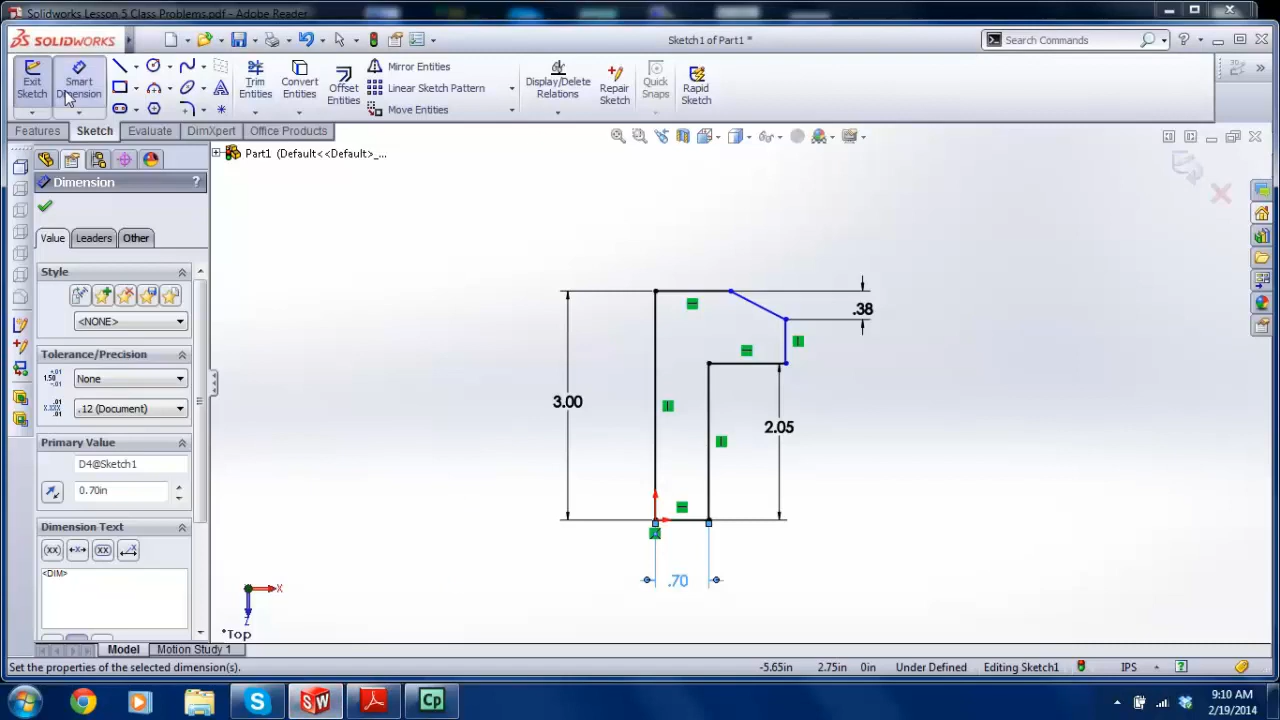 Solidworks Lesson 5 Class Problems.pdf - Adobe Reader
SOLIDWORKS
Sketch1 of Part1 *
Search Commands
?
Exit Sketch
Smart Dimension
Trim Entities
Convert Entities
Offset Entities
Mirror Entities
Linear Sketch Pattern
Move Entities
Display/Delete Relations
Repair Sketch
Quick Snaps
Rapid Sketch
Features
Sketch
Evaluate
DimXpert
Office Products
Part1 (Default<<Default>_...
Dimension
?
Value
Leaders
Other
Style
<NONE>
Tolerance/Precision
None
.12 (Document)
Primary Value
D4@Sketch1
0.70in
Dimension Text
(xx)
<DIM>
.38
3.00
2.05
.70
X
Z
*Top
Model
Motion Study 1
Set the properties of the selected dimension(s).
-5.65in
2.75in
0in
Under Defined
Editing Sketch1
IPS
?
S
SW
Cp
9:10 AM
2/19/2014